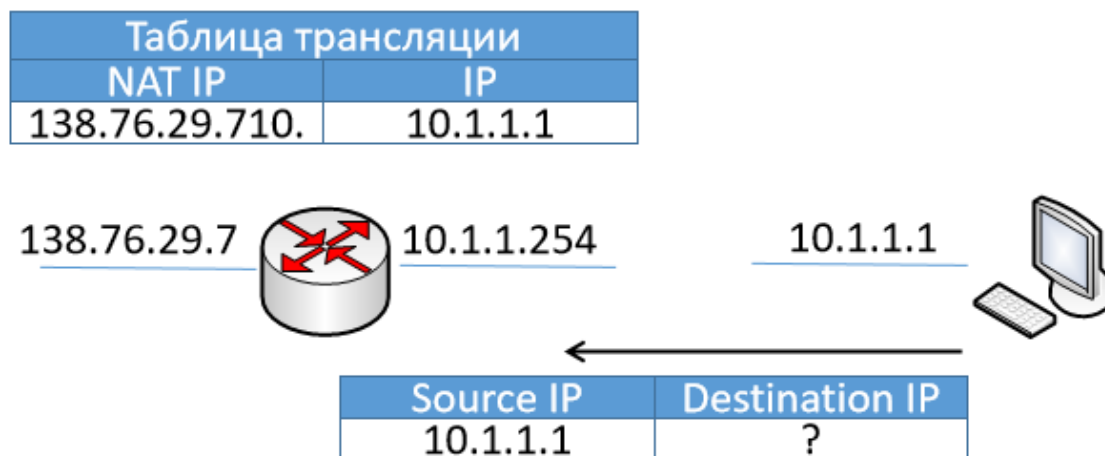 Таблица трансляции
NAT IP IP
138.76.29.710. 10.1.1.1
138.76.29.7 10.1.1.254 10.1.1.1
Source IP Destination IP
10.1.1.1 ?